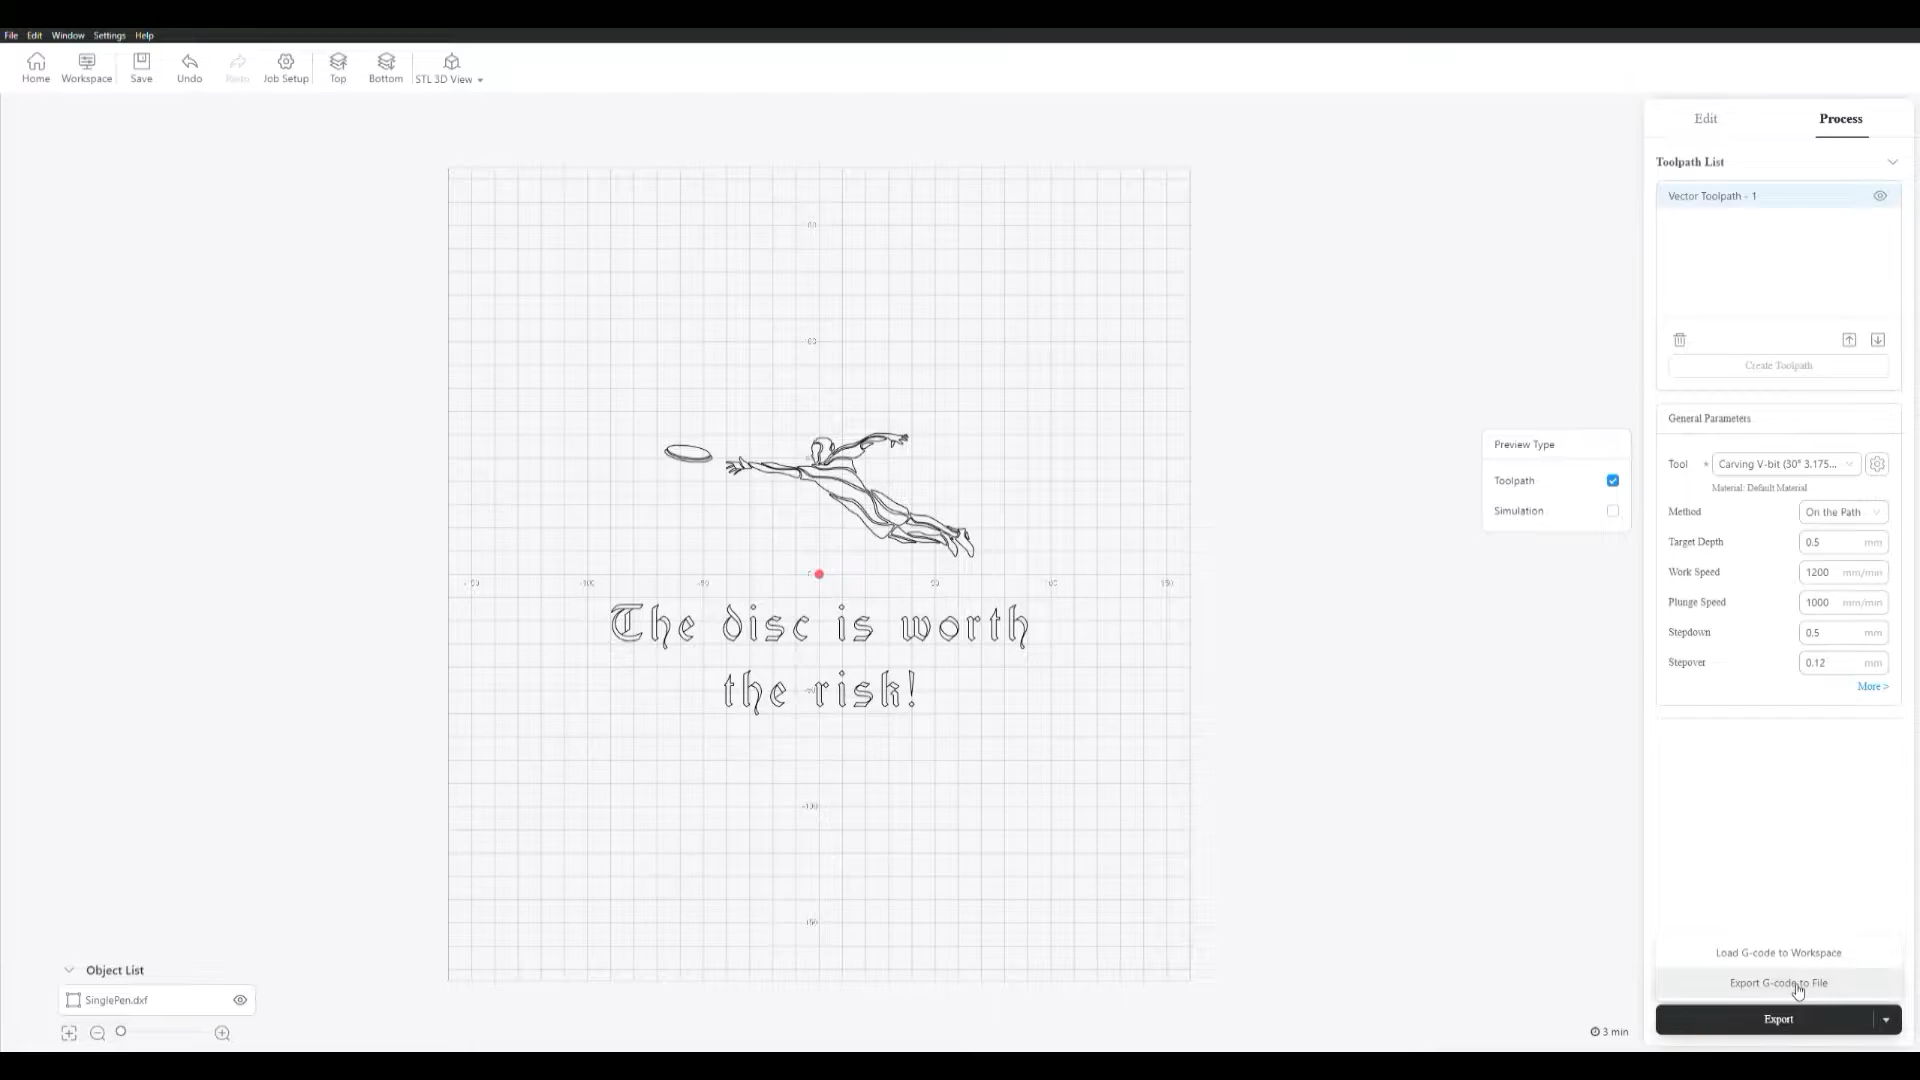 File Edit Window Settings Help
Home Workspace Save Undo Redo Job Setup Top Bottom STL 3D View
Edit Process
Toolpath List
Vector Toolpath - 1
Create Toolpath
General Parameters
Tool * Carving V-bit (30° 3.175...
Material: Default Material
Method On the Path
Target Depth 0.5 mm
Work Speed 1200 mm/min
Plunge Speed 1000 mm/min
Stepdown 0.5 mm
Stepover 0.12 mm
More >
Preview Type
Toolpath
Simulation
-100
100
150
-100
The disc is worth
the risk!
Object List
SinglePen.dxf
3 min
Load G-code to Workspace
Export G-code to File
Export